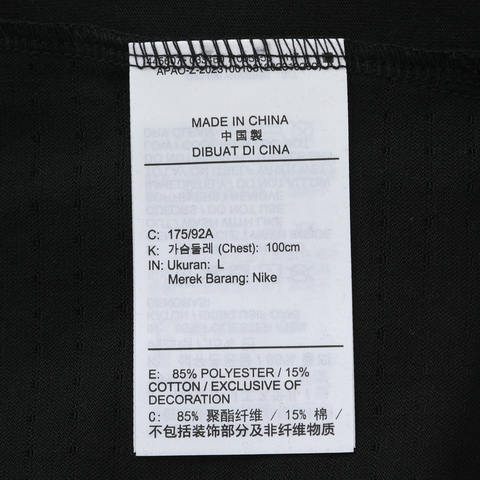 MADE IN CHINA
中 国 製
DIBUAT DI CINA
C: 175/92A
K: 가슴둘레 (Chest): 100cm
IN: Ukuran: L
Merek Barang: Nike
E: 85% POLYESTER / 15%
COTTON / EXCLUSIVE OF
DECORATION
C: 85% 聚酯纤维 / 15% 棉 /
不包括装饰部分及非纤维物质